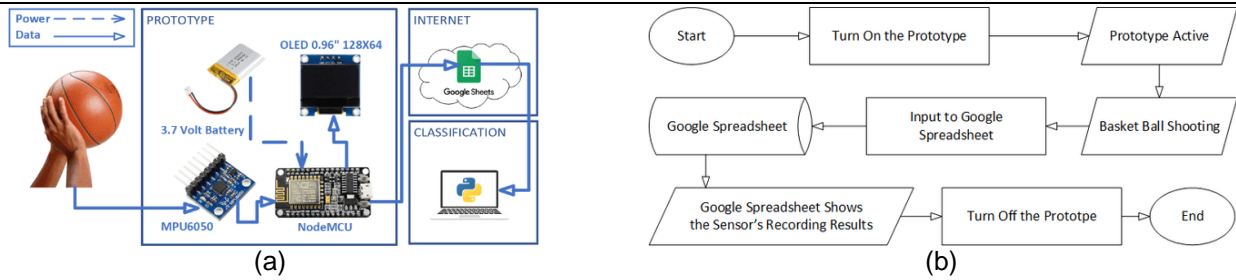 Power
Data
PROTOTYPE
OLED 0.96" 128X64
3.7 Volt Battery
MPU6050
NodeMCU
INTERNET
Google Sheets
CLASSIFICATION
(a)
Start
Turn On the Prototype
Prototype Active
Google Spreadsheet
Input to Google
Spreadsheet
Basket Ball Shooting
Google Spreadsheet Shows
the Sensor's Recording Results
Turn Off the Prototpe
End
(b)